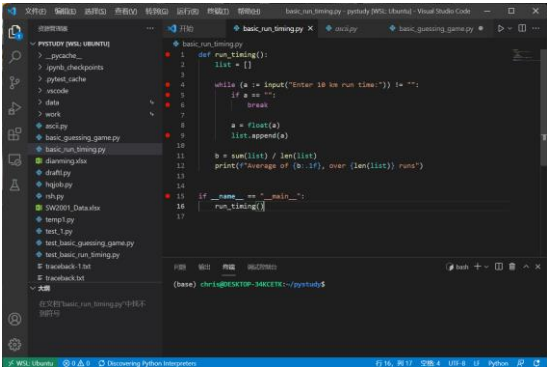 文件(F) 编辑(E) 选择(S) 查看(V) 转到(G) 运行(R) 终端(T) 帮助(H) basic_run_timing.py - pystudy [WSL: Ubuntu] - Visual Studio Code
资源管理器
开始
basic_run_timing.py
ascii.py
basic_guessing_game.py
PYSTUDY [WSL: UBUNTU]
__pycache__
.ipynb_checkpoints
.pytest_cache
.vscode
data
work
ascii.py
basic_guessing_game.py
basic_run_timing.py
dianming.xlsx
draft1.py
hqjob.py
rsh.py
SW2001_Data.xlsx
temp1.py
test_1.py
test_basic_guessing_game.py
test_basic_run_timing.py
traceback-1.txt
traceback.txt
大纲
在文档"basic_run_timing.py"中找不
到符号
basic_run_timing.py
1 def run_timing():
2 list = []
3
4 while (a := input("Enter 10 km run time:")) != "":
5 if a == "":
6 break
7
8 a = float(a)
9 list.append(a)
10
11 b = sum(list) / len(list)
12 print(f"Average of {b:.1f}, over {len(list)} runs")
13
14
15 if __name__ == "__main__":
16 run_timing()
17
问题 输出 终端 调试控制台
bash
(base) chris@DESKTOP-34KCETK:~/pystudy$
WSL: Ubuntu 0 0 Discovering Python Interpreters 行 16, 列 17 空格: 4 UTF-8 LF Python